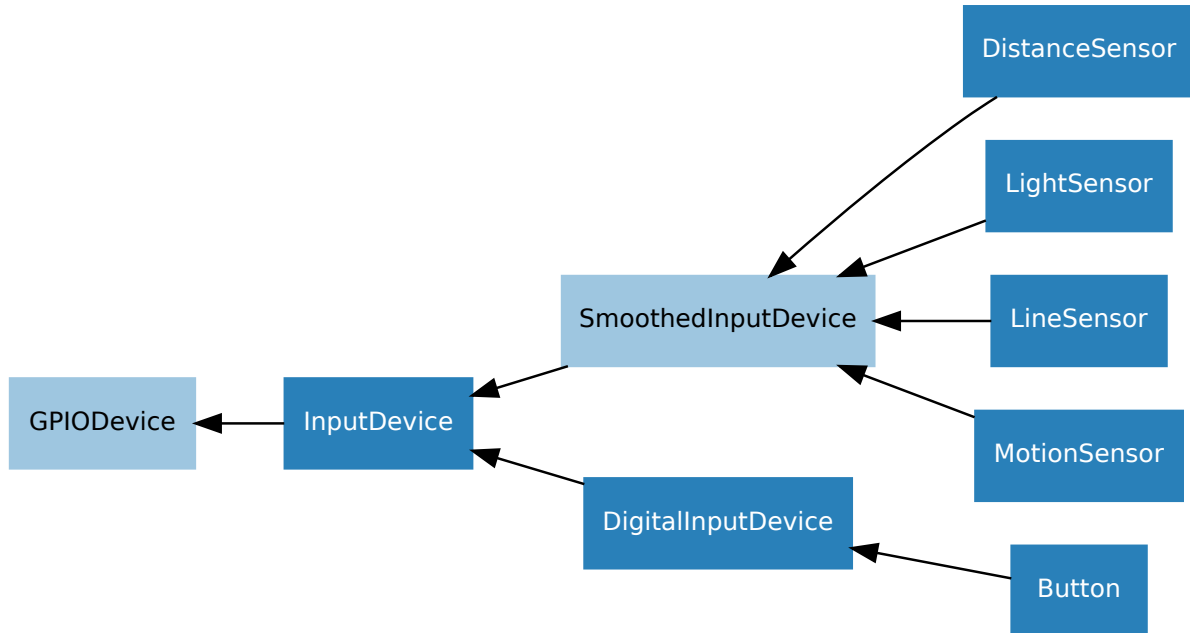 DistanceSensor
LightSensor
SmoothedInputDevice
LineSensor
GPIODevice
InputDevice
MotionSensor
DigitalInputDevice
Button